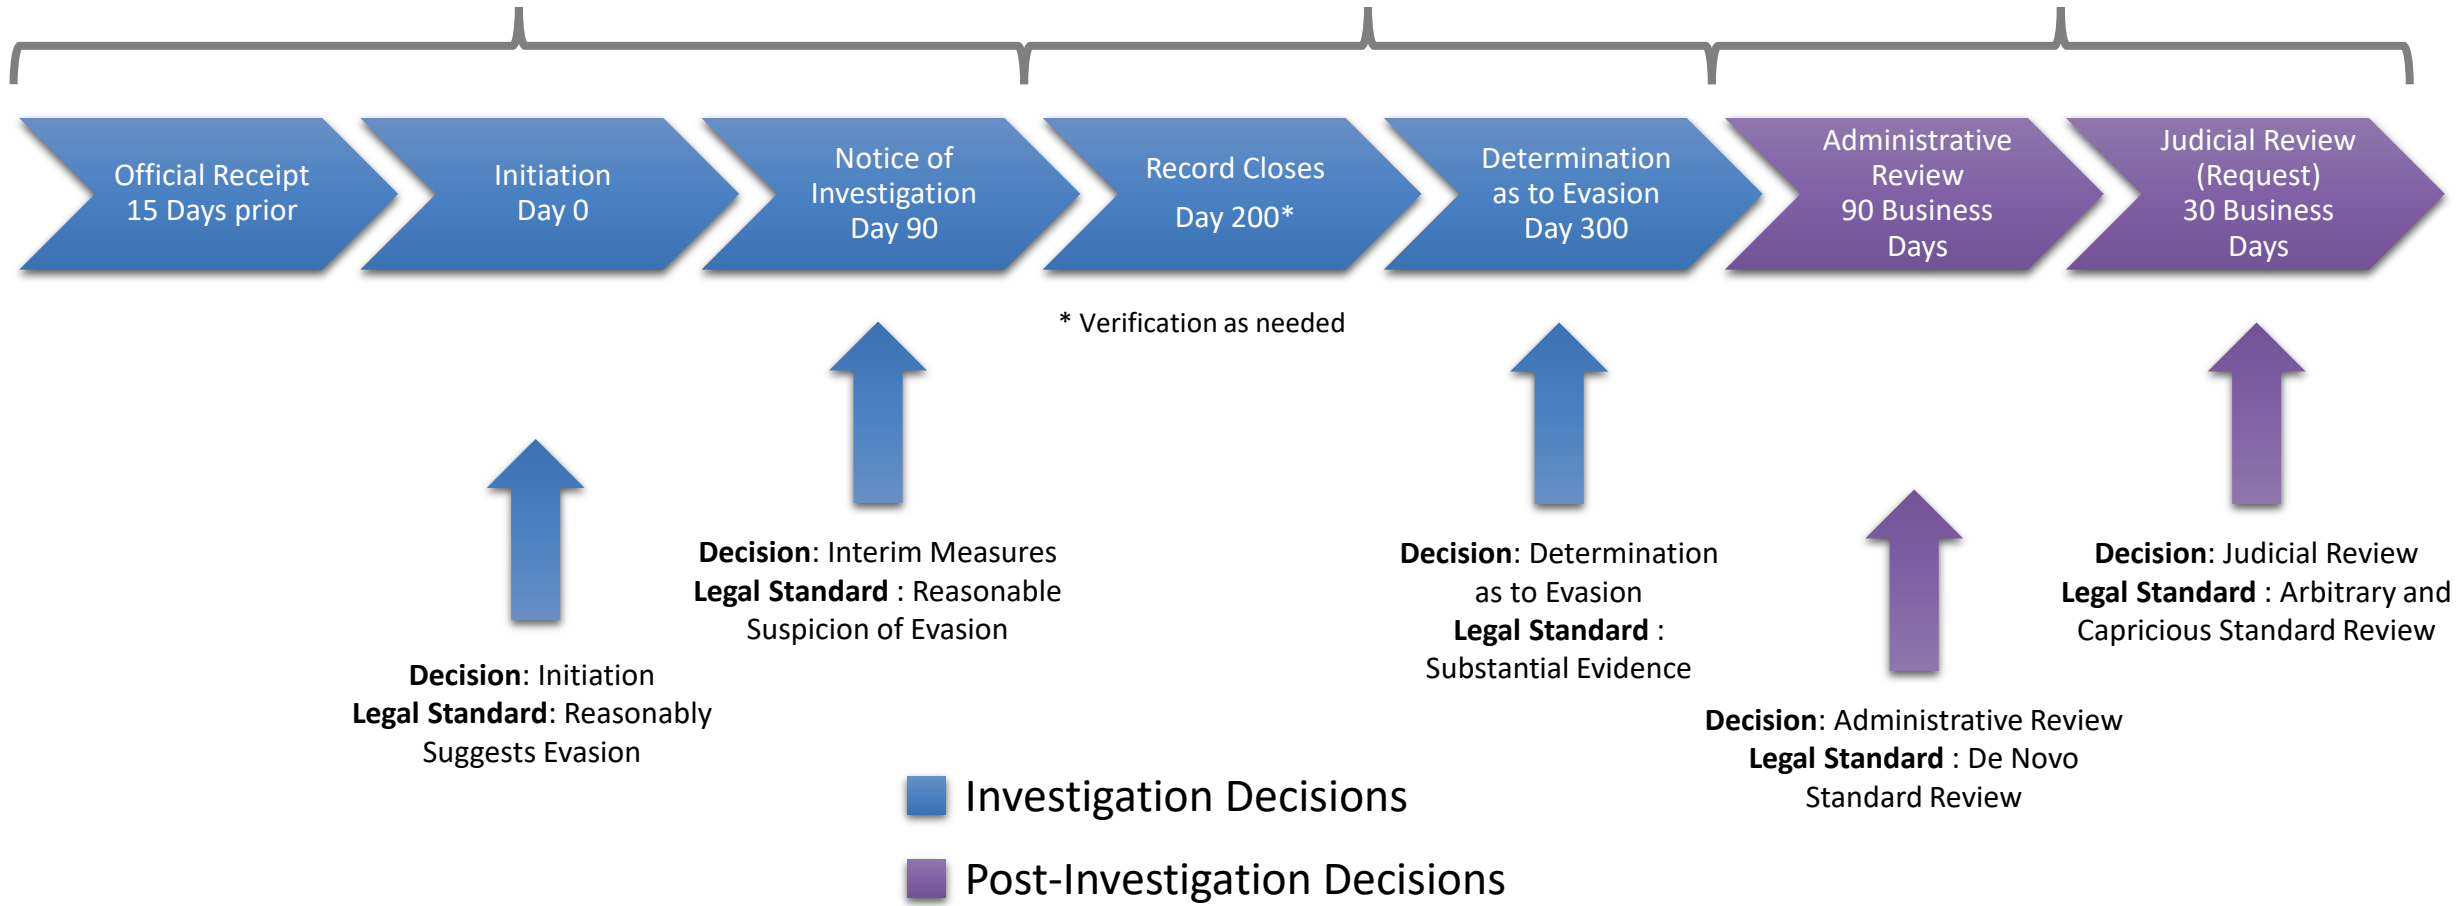 Official Receipt
15 Days prior
Initiation
Day 0
Notice of
Investigation
Day 90
Record Closes
Day 200*
Determination
as to Evasion
Day 300
Administrative
Review
90 Business
Days
Judicial Review
(Request)
30 Business
Days
* Verification as needed
Decision: Initiation
Legal Standard: Reasonably
Suggests Evasion
Decision: Interim Measures
Legal Standard : Reasonable
Suspicion of Evasion
Decision: Determination
as to Evasion
Legal Standard :
Substantial Evidence
Decision: Administrative Review
Legal Standard : De Novo
Standard Review
Decision: Judicial Review
Legal Standard : Arbitrary and
Capricious Standard Review
Investigation Decisions
Post-Investigation Decisions